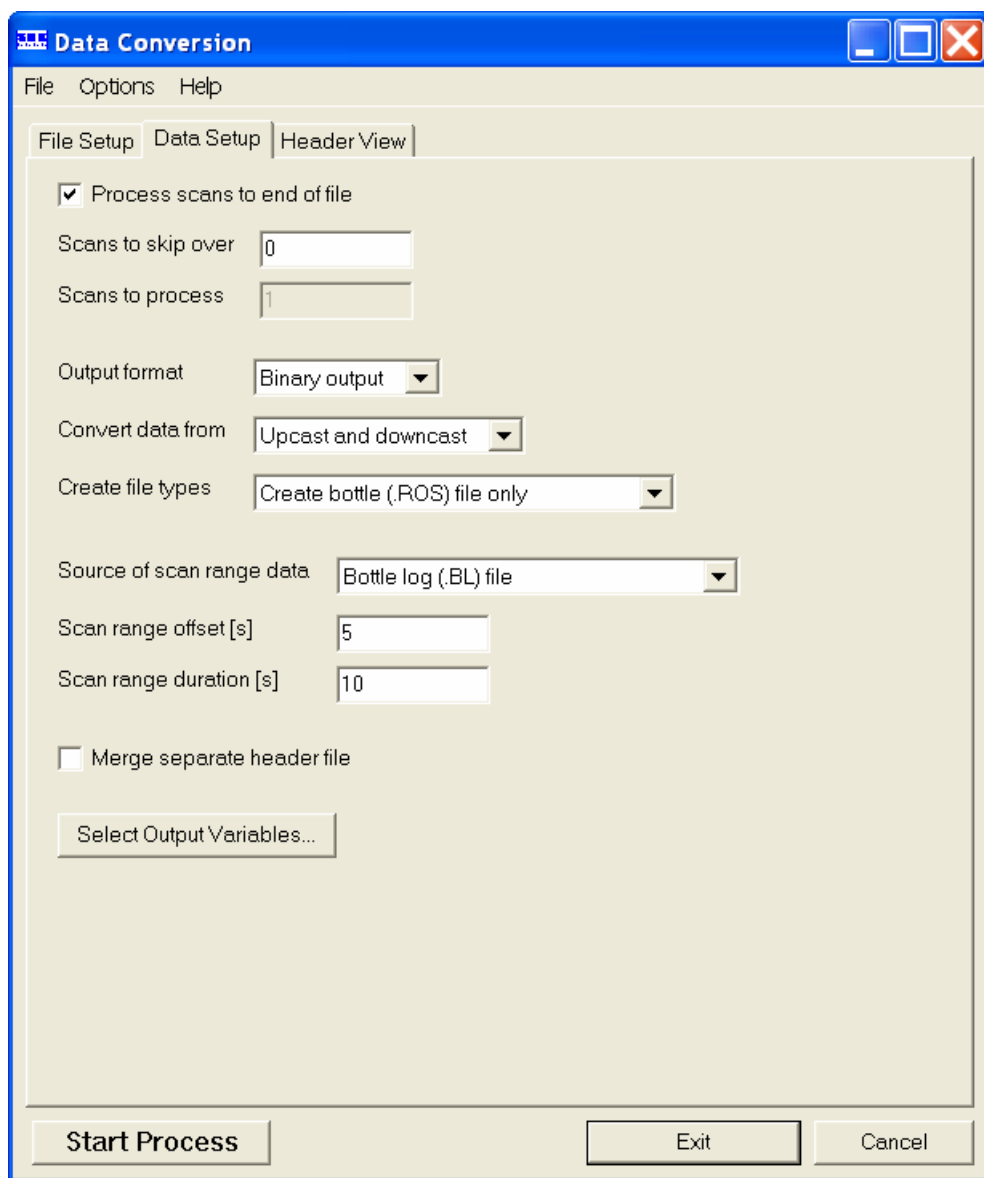 Data Conversion
File Options Help
File Setup Data Setup Header View
Process scans to end of file
Scans to skip over 0
Scans to process 1
Output format Binary output
Convert data from Upcast and downcast
Create file types Create bottle (.ROS) file only
Source of scan range data Bottle log (.BL) file
Scan range offset [s] 5
Scan range duration [s] 10
Merge separate header file
Select Output Variables...
Start Process Exit Cancel